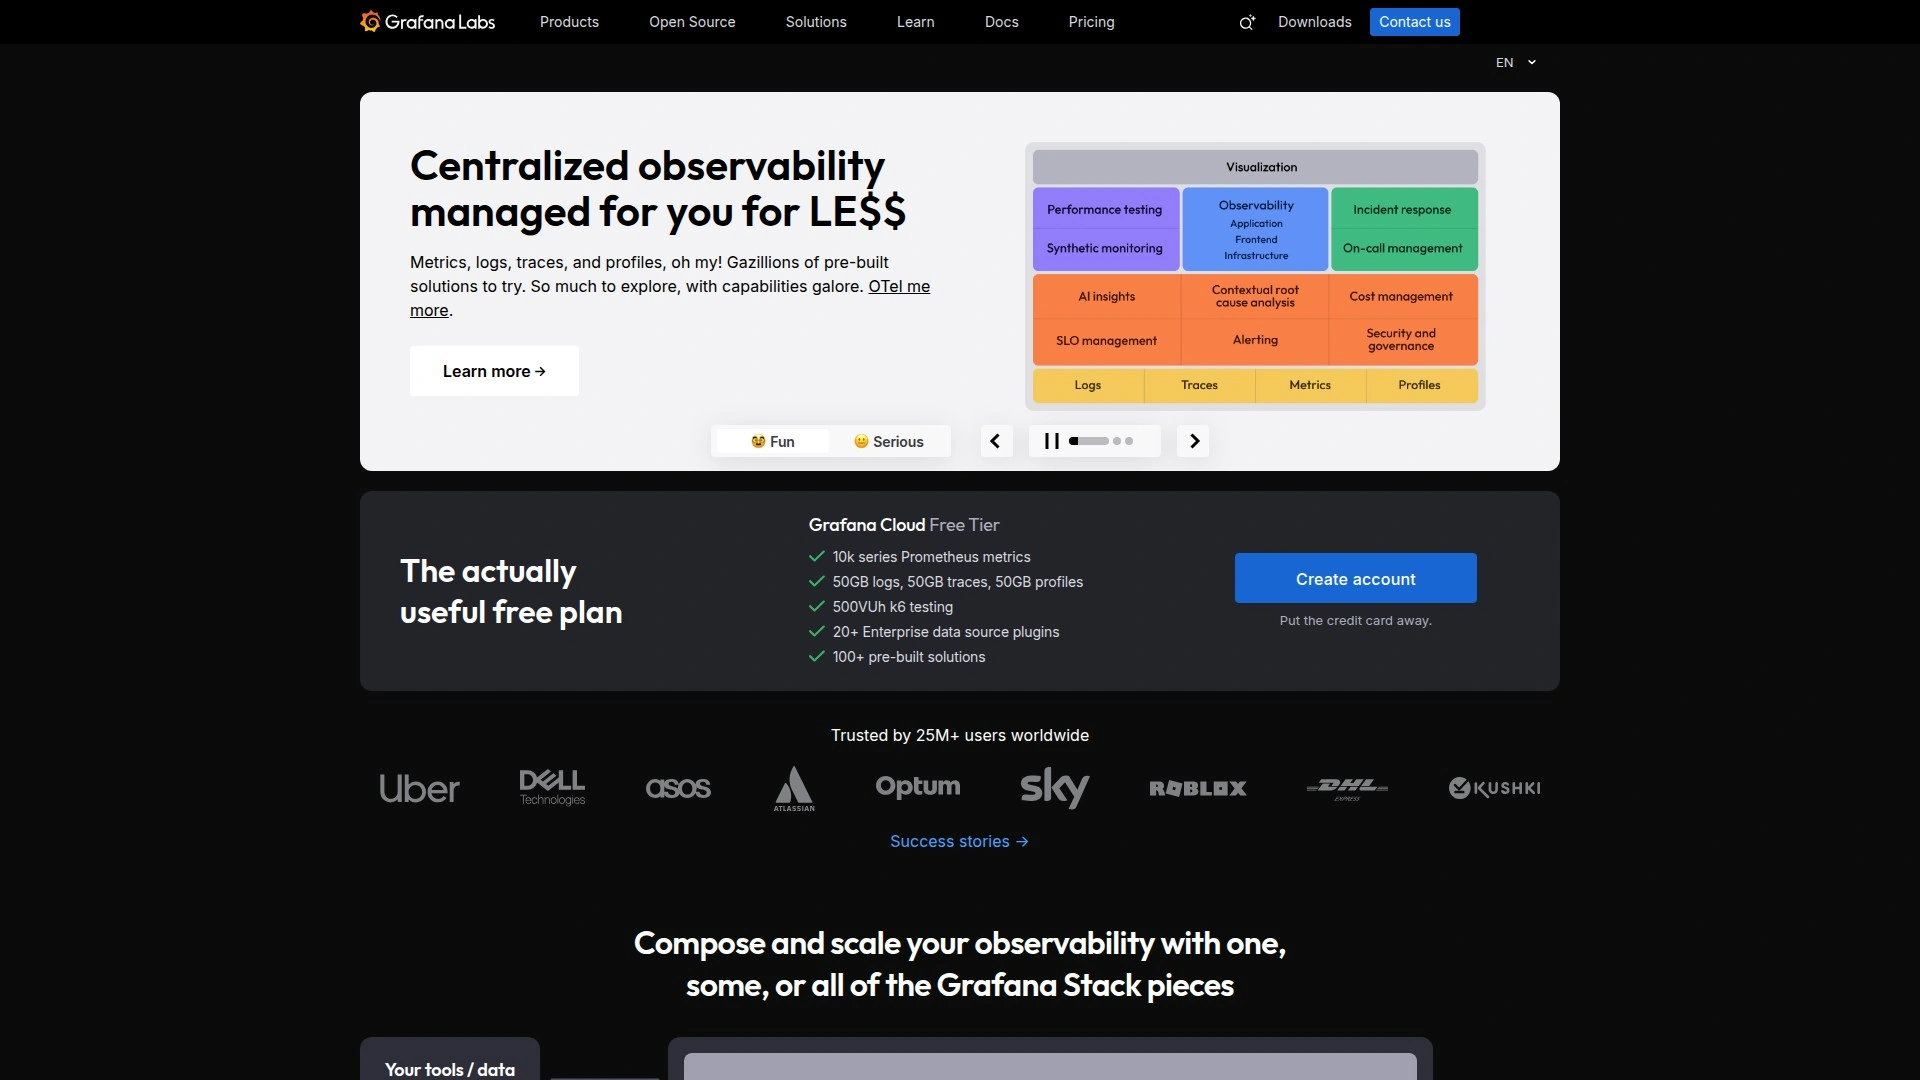 Grafana Labs
Products
Open Source
Solutions
Learn
Docs
Pricing
Downloads
Contact us
EN
Centralized observability
managed for you for LE$$
Metrics, logs, traces, and profiles, oh my! Gazillions of pre-built
solutions to try. So much to explore, with capabilities galore. OTel me
more.
Learn more →
Visualization
Performance testing
Synthetic monitoring
Observability
Application
Frontend
Infrastructure
Incident response
On-call management
AI insights
Contextual root
cause analysis
Cost management
SLO management
Alerting
Security and
governance
Logs
Traces
Metrics
Profiles
Fun
Serious
The actually
useful free plan
Grafana Cloud Free Tier
10k series Prometheus metrics
50GB logs, 50GB traces, 50GB profiles
500VUh k6 testing
20+ Enterprise data source plugins
100+ pre-built solutions
Create account
Put the credit card away.
Trusted by 25M+ users worldwide
Uber
DELL
Technologies
asos
ATLASSIAN
Optum
sky
ROBLOX
DHL
EXPRESS
KUSHKI
Success stories →
Compose and scale your observability with one,
some, or all of the Grafana Stack pieces
Your tools / data